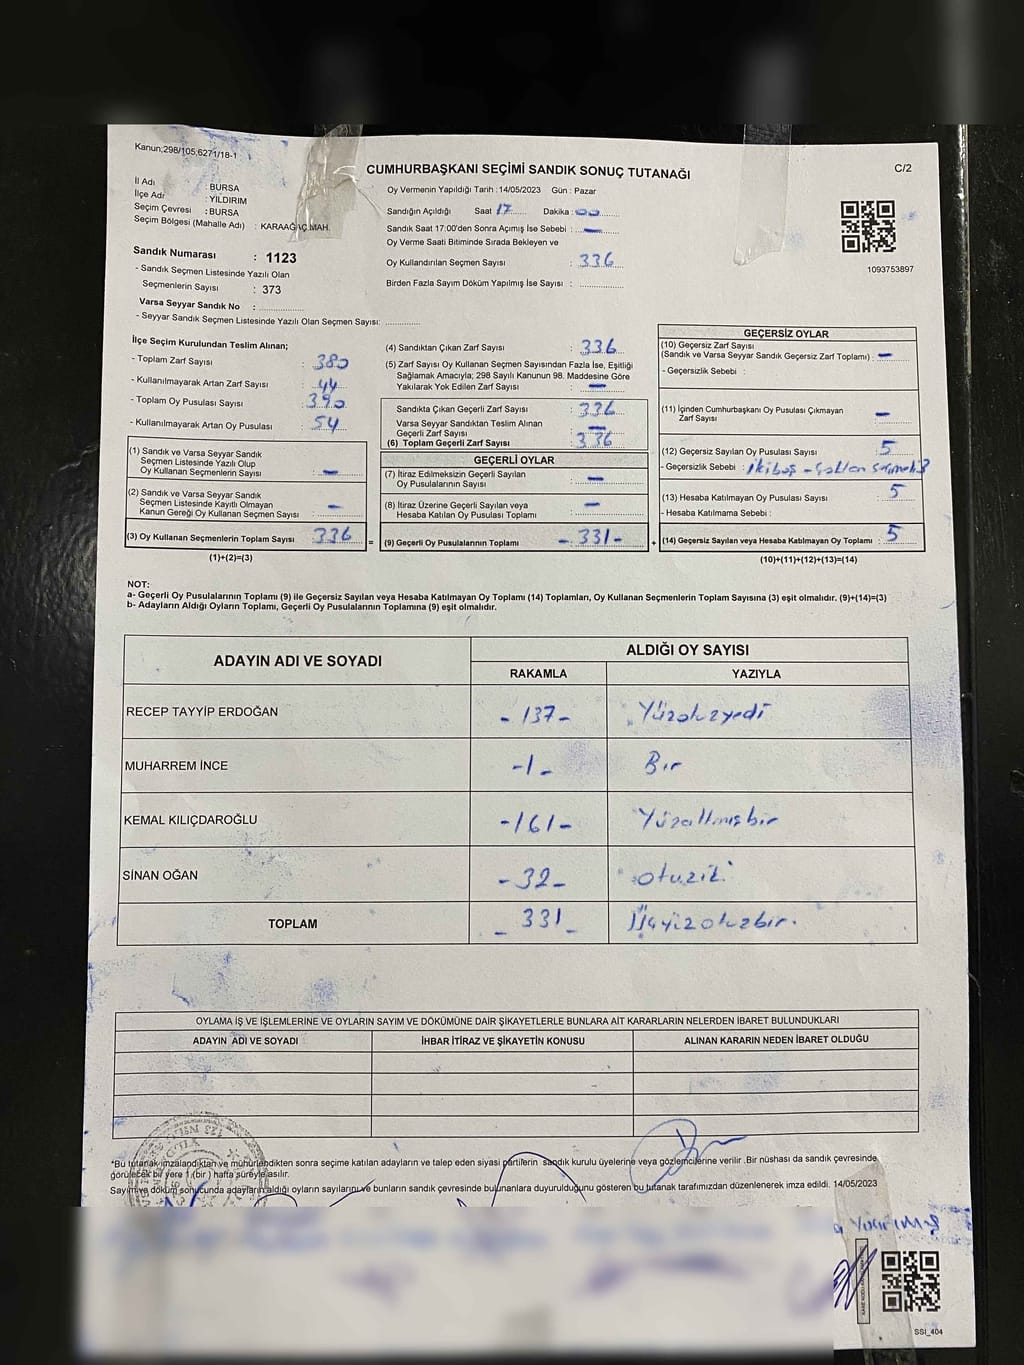 Kanun;298/105;6271/18-1
CUMHURBAŞKANI SEÇİMİ SANDIK SONUÇ TUTANAĞI
C/2
İl Adı : BURSA
İlçe Adı : YILDIRIM
Seçim Çevresi : BURSA
Seçim Bölgesi (Mahalle Adı) : KARAAĞAÇ MAH.
Oy Vermenin Yapıldığı Tarih : 14/05/2023 Gün : Pazar
Sandığın Açıldığı Saat 17 Dakika : 00
Sandık Saat 17:00'den Sonra Açımış İse Sebebi : —
Oy Verme Saati Bitiminde Sırada Bekleyen ve
Oy Kullandırılan Seçmen Sayısı : 336
Birden Fazla Sayım Döküm Yapılmış İse Sayısı :
1093753897
Sandık Numarası : 1123
- Sandık Seçmen Listesinde Yazılı Olan
Seçmenlerin Sayısı : 373
Varsa Seyyar Sandık No :
- Seyyar Sandık Seçmen Listesinde Yazılı Olan Seçmen Sayısı:
İlçe Seçim Kurulundan Teslim Alınan;
- Toplam Zarf Sayısı : 380
- Kullanılmayarak Artan Zarf Sayısı : 44
- Toplam Oy Pusulası Sayısı : 390
- Kullanılmayarak Artan Oy Pusulası : 54
(1) Sandık ve Varsa Seyyar Sandık
Seçmen Listesinde Yazılı Olup
Oy Kullanan Seçmenlerin Sayısı : —
(2) Sandık ve Varsa Seyyar Sandık
Seçmen Listesinde Kayıtlı Olmayan
Kanun Gereği Oy Kullanan Seçmen Sayısı : —
(3) Oy Kullanan Seçmenlerin Toplam Sayısı : 336 =
(1)+(2)=(3)
(4) Sandıktan Çıkan Zarf Sayısı : 336
(5) Zarf Sayısı Oy Kullanan Seçmen Sayısından Fazla İse, Eşitliği
Sağlamak Amacıyla; 298 Sayılı Kanunun 98. Maddesine Göre
Yakılarak Yok Edilen Zarf Sayısı : —
Sandıkta Çıkan Geçerli Zarf Sayısı : 336
Varsa Seyyar Sandıktan Teslim Alınan
Geçerli Zarf Sayısı : —
(6) Toplam Geçerli Zarf Sayısı : 336
GEÇERLİ OYLAR
(7) İtiraz Edilmeksizin Geçerli Sayılan
Oy Pusulalarının Sayısı : —
(8) İtiraz Üzerine Geçerli Sayılan veya
Hesaba Katılan Oy Pusulası Toplamı : —
(9) Geçerli Oy Pusulalarının Toplamı - 331 - +
GEÇERSİZ OYLAR
(10) Geçersiz Zarf Sayısı
(Sandık ve Varsa Seyyar Sandık Geçersiz Zarf Toplamı) : —
- Geçersizlik Sebebi :
(11) İçinden Cumhurbaşkanı Oy Pusulası Çıkmayan
Zarf Sayısı : —
(12) Geçersiz Sayılan Oy Pusulası Sayısı : 5
- Geçersizlik Sebebi :
(13) Hesaba Katılmayan Oy Pusulası Sayısı : 5
- Hesaba Katılmama Sebebi :
(14) Geçersiz Sayılan veya Hesaba Katılmayan Oy Toplamı : 5
(10)+(11)+(12)+(13)=(14)
NOT:
a- Geçerli Oy Pusulalarının Toplamı (9) ile Geçersiz Sayılan veya Hesaba Katılmayan Oy Toplamı (14) Toplamları, Oy Kullanan Seçmenlerin Toplam Sayısına (3) eşit olmalıdır. (9)+(14)=(3)
b- Adayların Aldığı Oyların Toplamı, Geçerli Oy Pusulalarının Toplamına (9) eşit olmalıdır.
ADAYIN ADI VE SOYADI
ALDIĞI OY SAYISI
RAKAMLA YAZIYLA
RECEP TAYYİP ERDOĞAN - 137 - Yüzotuzyedi
MUHARREM İNCE - 1 - Bir
KEMAL KILIÇDAROĞLU - 161 - Yüzaltmışbir
SİNAN OĞAN - 32 - otuziki
TOPLAM - 331 - Üçyüzotuzbir.
OYLAMA İŞ VE İŞLEMLERİNE VE OYLARIN SAYIM VE DÖKÜMÜNE DAİR ŞİKAYETLERLE BUNLARA AİT KARARLARIN NELERDEN İBARET BULUNDUKLARI
ADAYIN ADI VE SOYADI İHBAR İTİRAZ VE ŞİKAYETİN KONUSU ALINAN KARARIN NEDEN İBARET OLDUĞU
*Bu tutanak imzalandıktan ve mühürlendikten sonra seçime katılan adayların ve talep eden siyasi partilerin sandık kurulu üyelerine veya gözlemcilerine verilir .Bir nüshası da sandık çevresinde
görülecek bir yere 1 (bir ) hafta süreyle asılır.
Sayım ve döküm sonucunda adayların aldığı oyların sayılarını ve bunların sandık çevresinde bulunanlara duyurulduğunu gösteren bu tutanak tarafımızdan düzenlenerek imza edildi. 14/05/2023
SSI_404